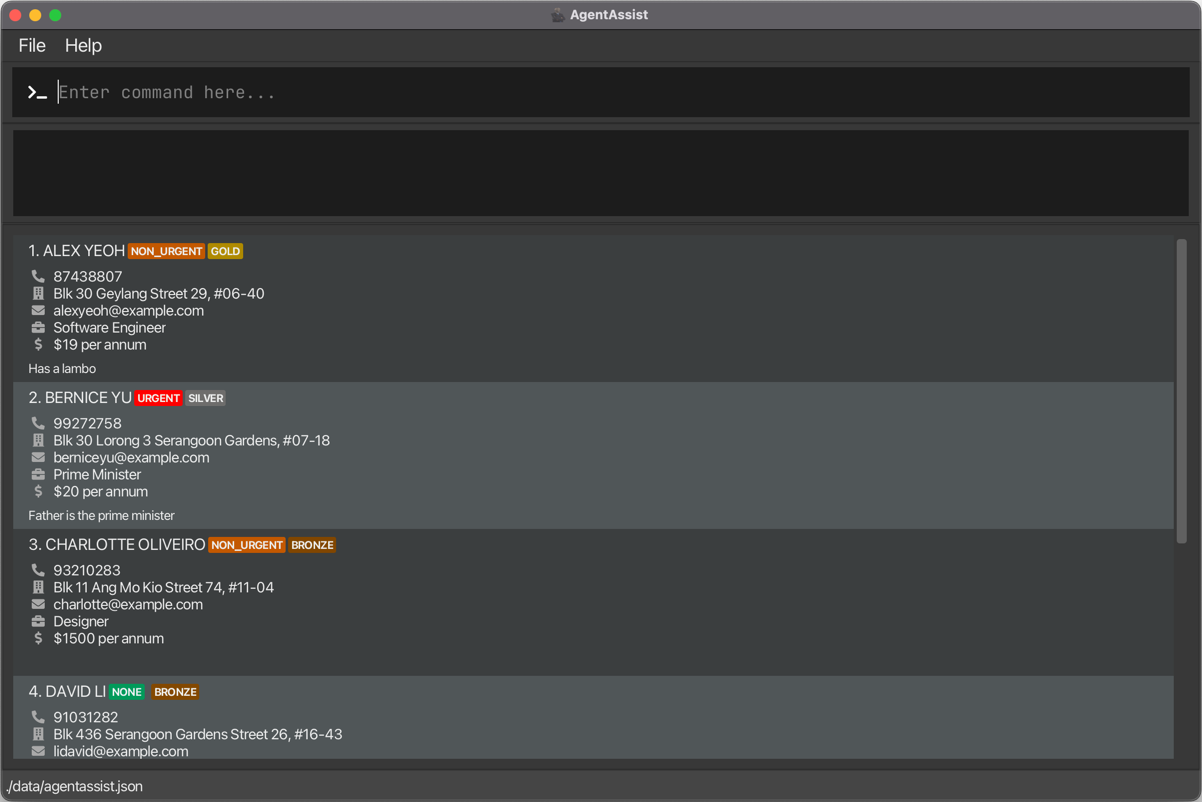 AgentAssist
File Help
Enter command here...
1. ALEX YEOH NON_URGENT GOLD
87438807
Blk 30 Geylang Street 29, #06-40
alexyeoh@example.com
Software Engineer
$ $19 per annum
Has a lambo
2. BERNICE YU URGENT SILVER
99272758
Blk 30 Lorong 3 Serangoon Gardens, #07-18
berniceyu@example.com
Prime Minister
$ $20 per annum
Father is the prime minister
3. CHARLOTTE OLIVEIRO NON_URGENT BRONZE
93210283
Blk 11 Ang Mo Kio Street 74, #11-04
charlotte@example.com
Designer
$ $1500 per annum
4. DAVID LI NONE BRONZE
91031282
Blk 436 Serangoon Gardens Street 26, #16-43
lidavid@example.com
./data/agentassist.json